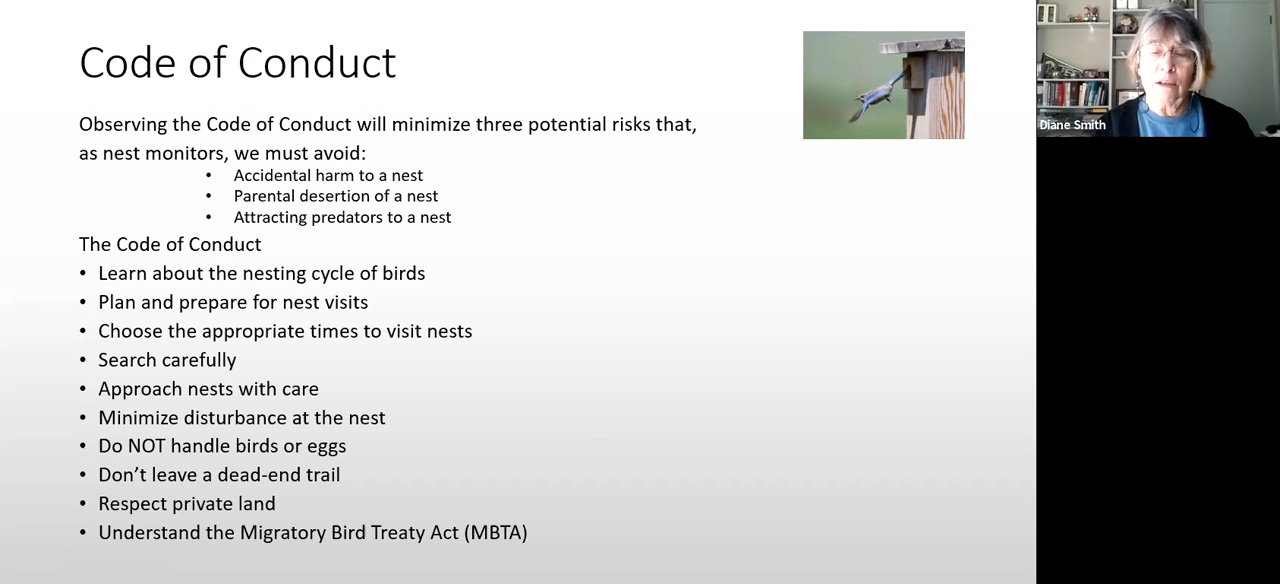 Code of Conduct
Observing the Code of Conduct will minimize three potential risks that,
as nest monitors, we must avoid:
• Accidental harm to a nest
• Parental desertion of a nest
• Attracting predators to a nest
The Code of Conduct
• Learn about the nesting cycle of birds
• Plan and prepare for nest visits
• Choose the appropriate times to visit nests
• Search carefully
• Approach nests with care
• Minimize disturbance at the nest
• Do NOT handle birds or eggs
• Don’t leave a dead-end trail
• Respect private land
• Understand the Migratory Bird Treaty Act (MBTA)
Diane Smith